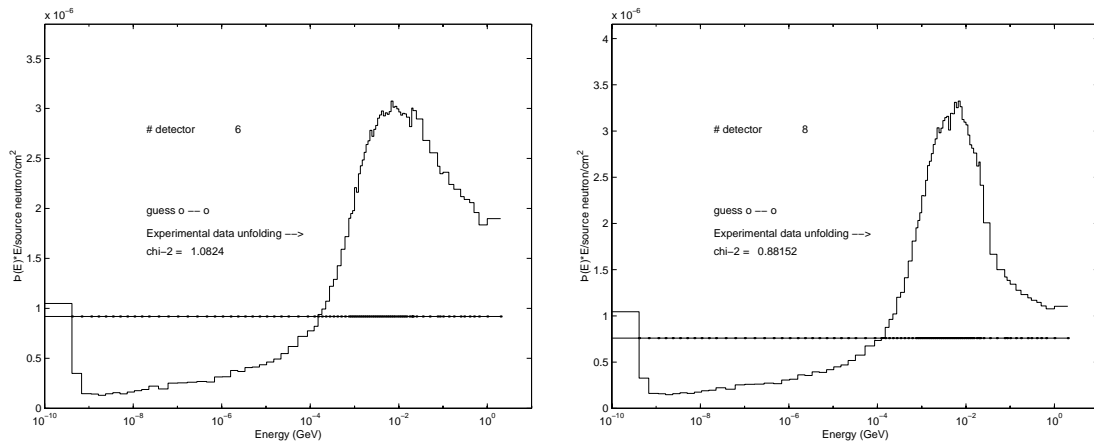 x 10⁻⁶
3.5
3
2.5
2
1.5
1
0.5
0
Þ(E)*E/source neutron/cm²
# detector 6
guess o −− o
Experimental data unfolding −−>
chi−2 = 1.0824
10⁻¹⁰ 10⁻⁸ 10⁻⁶ 10⁻⁴ 10⁻² 10⁰
Energy (GeV)
x 10⁻⁶
4
3.5
3
2.5
2
1.5
1
0.5
0
Þ(E)*E/source neutron/cm²
# detector 8
guess o −− o
Experimental data unfolding −−>
chi−2 = 0.88152
10⁻¹⁰ 10⁻⁸ 10⁻⁶ 10⁻⁴ 10⁻² 10⁰
Energy (GeV)